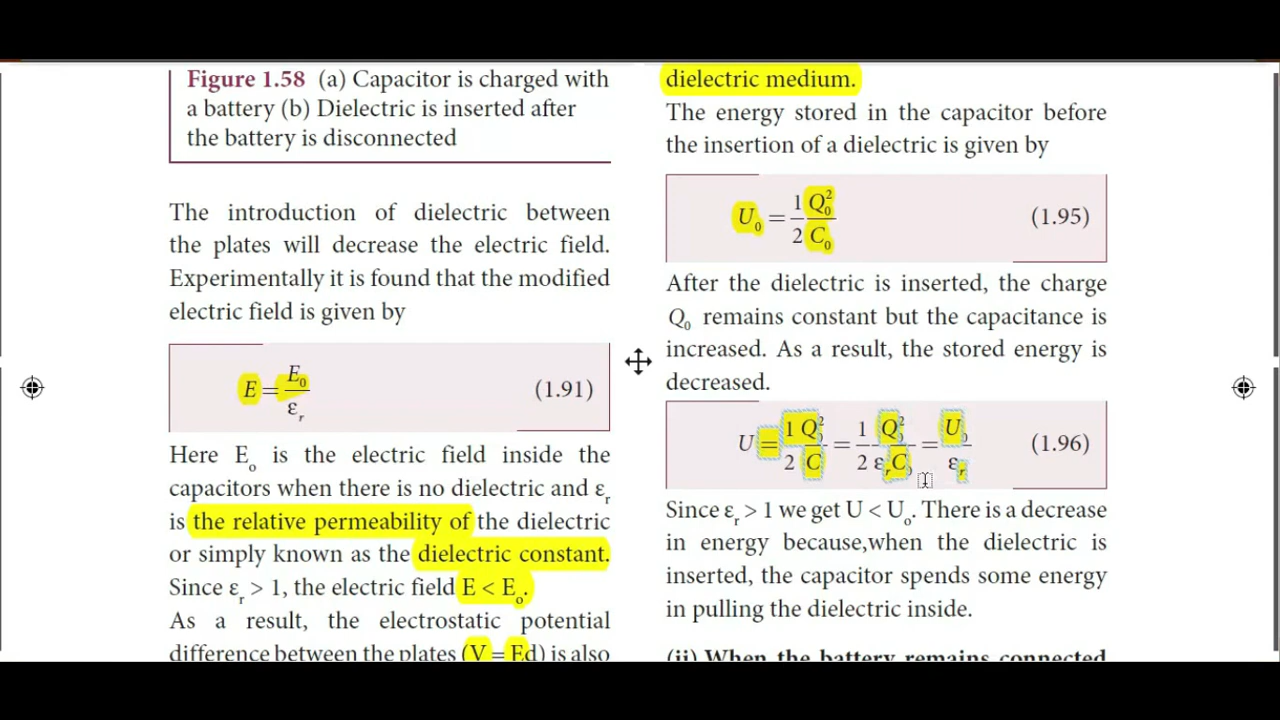 Figure 1.58 (a) Capacitor is charged with
a battery (b) Dielectric is inserted after
the battery is disconnected
The introduction of dielectric between
the plates will decrease the electric field.
Experimentally it is found that the modified
electric field is given by
E = E₀/εᵣ (1.91)
Here Eₒ is the electric field inside the
capacitors when there is no dielectric and εᵣ
is the relative permeability of the dielectric
or simply known as the dielectric constant.
Since εᵣ > 1, the electric field E < Eₒ.
As a result, the electrostatic potential
difference between the plates (V = Ed) is also
dielectric medium.
The energy stored in the capacitor before
the insertion of a dielectric is given by
U₀ = 1/2 Q₀²/C₀ (1.95)
After the dielectric is inserted, the charge
Q₀ remains constant but the capacitance is
increased. As a result, the stored energy is
decreased.
U = 1/2 Q₀²/C = 1/2 Q₀²/εᵣC₀ = U₀/εᵣ (1.96)
Since εᵣ > 1 we get U < Uₒ. There is a decrease
in energy because,when the dielectric is
inserted, the capacitor spends some energy
in pulling the dielectric inside.
(ii) When the battery remains connected